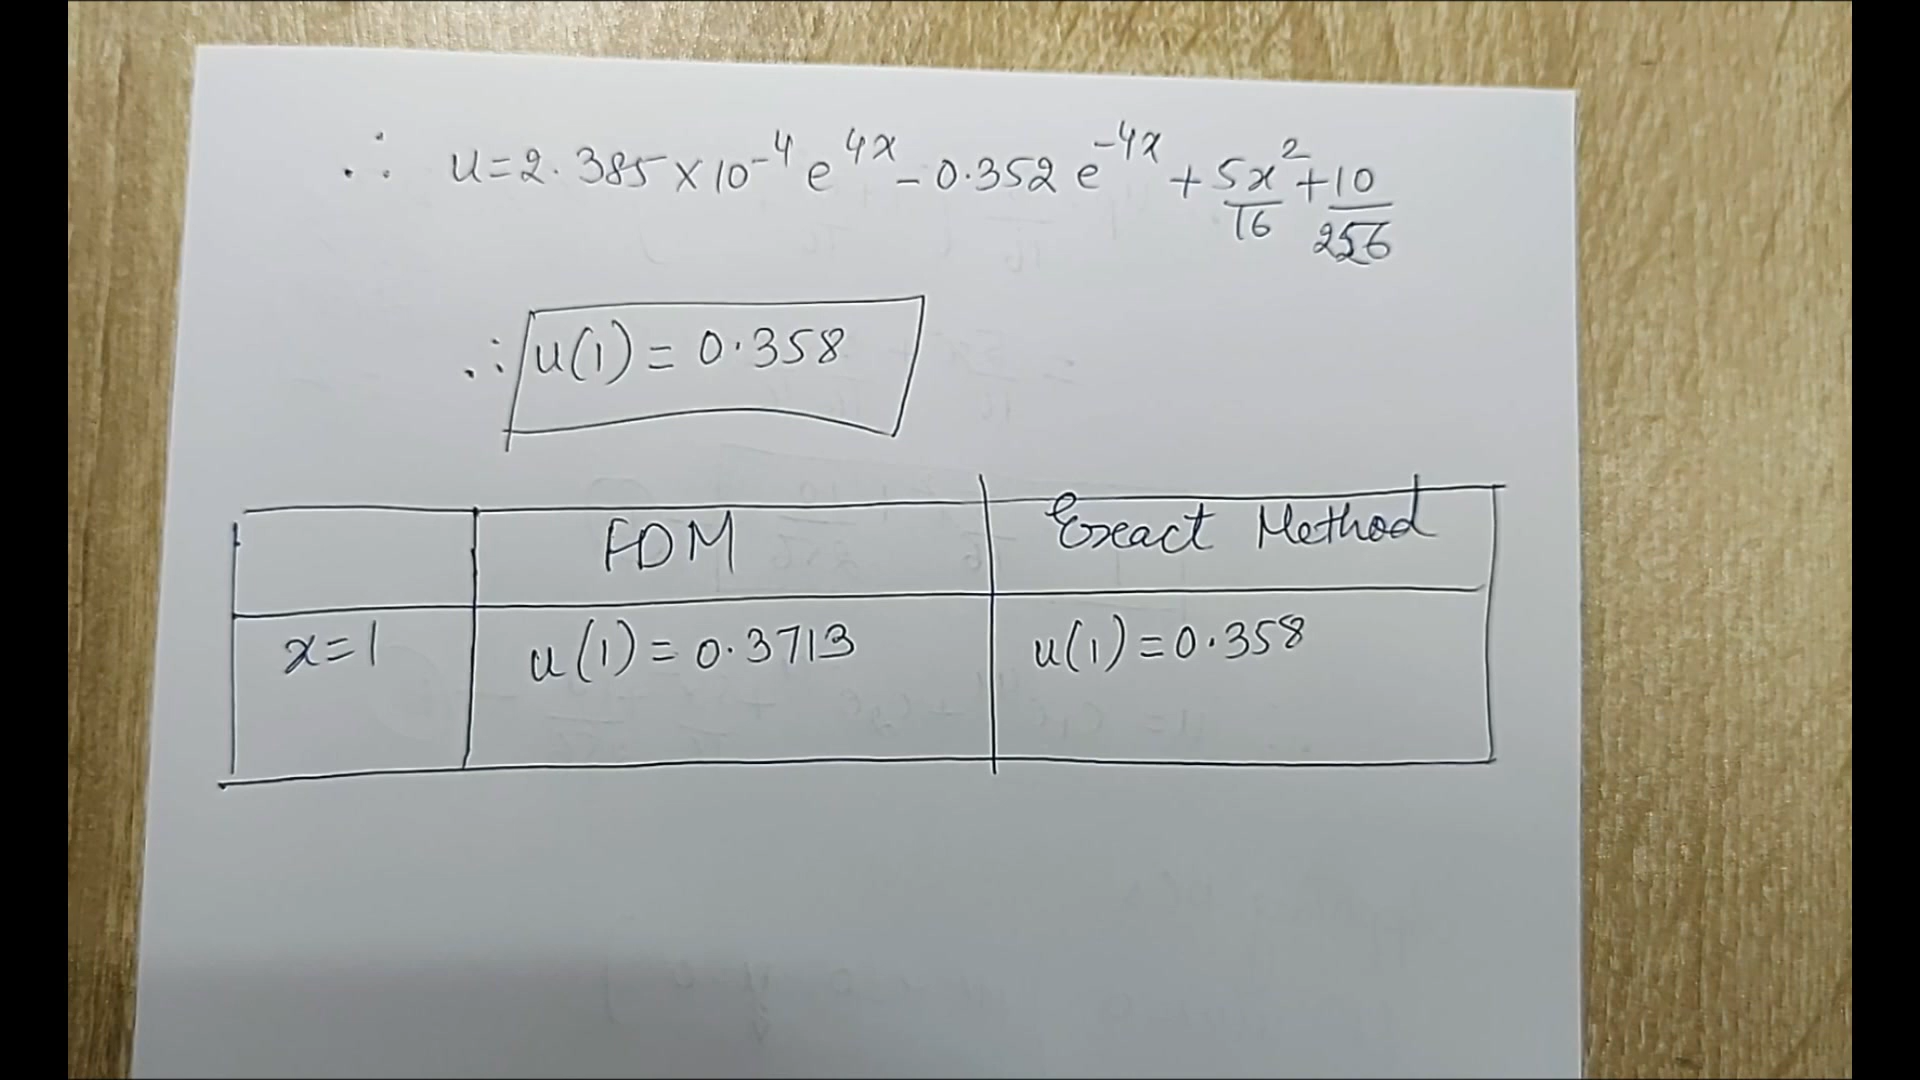 ∴ u=2.385×10⁻⁴ e^{4x} - 0.352 e^{-4x} + 5x²/16 + 10/256
∴ u(1) = 0.358
FDM Exact Method
x=1 u(1) = 0.3713 u(1) = 0.358